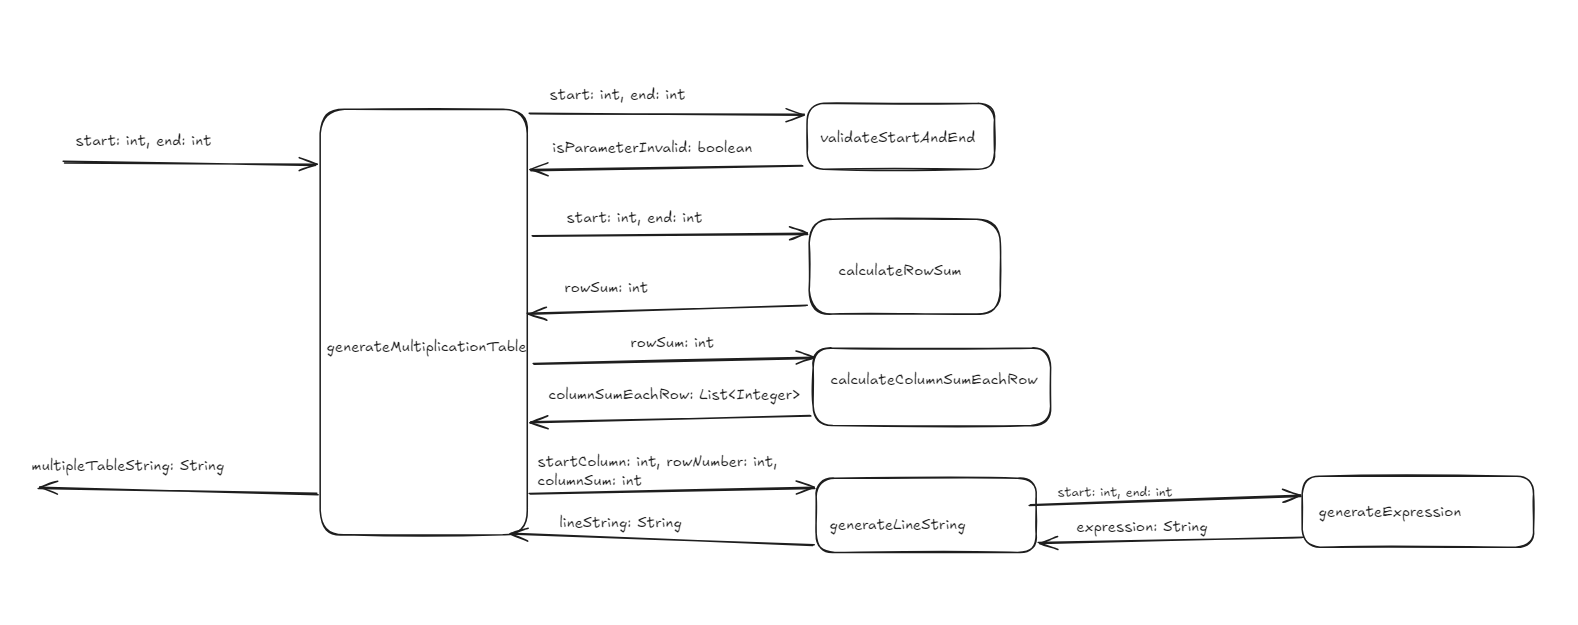 start: int, end: int
start: int, end: int
validateStartAndEnd
isParameterInvalid: boolean
start: int, end: int
calculateRowSum
rowSum: int
generateMultiplicationTable
rowSum: int
calculateColumnSumEachRow
columnSumEachRow: List<Integer>
multipleTableString: String
startColumn: int, rowNumber: int,
columnSum: int
generateLineString
lineString: String
start: int, end: int
generateExpression
expression: String